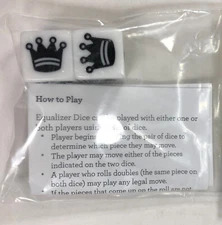 How to Play
Equalizer Dice can be played with either one or
both players using a pair of dice.
• Player begins by rolling the pair of dice to
determine which piece they may move.
• The player may move either of the pieces
indicated on the two dice.
• A player who rolls doubles (the same piece on
both dice) may play any legal move.
• If the pieces that come up on the roll are not